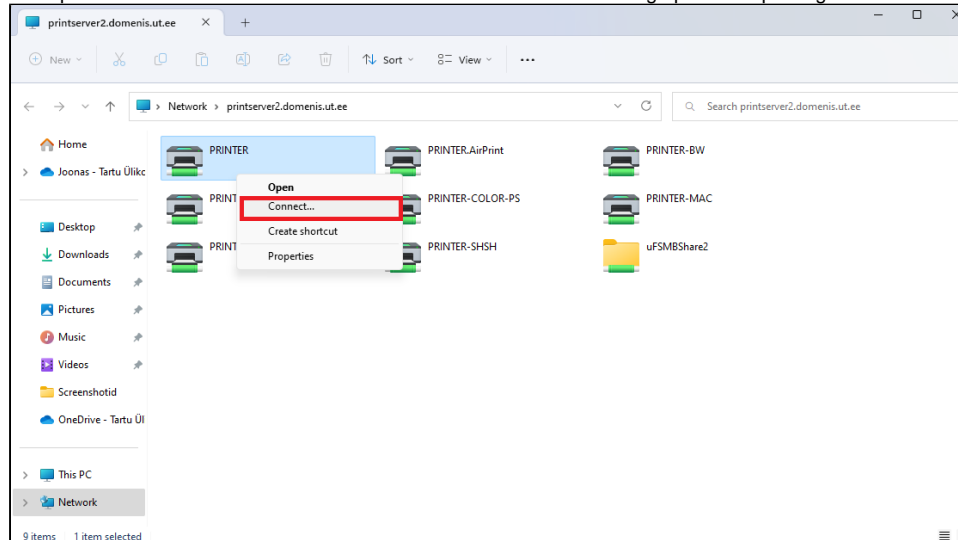 printserver2.domenis.ut.ee
New
Sort
View
Network > printserver2.domenis.ut.ee
Search printserver2.domenis.ut.ee
Home
Joonas - Tartu Üliko
Desktop
Downloads
Documents
Pictures
Music
Videos
Screenshotid
OneDrive - Tartu Ül
This PC
Network
PRINTER
PRINTER.AirPrint
PRINTER-BW
PRINT
PRINTER-COLOR-PS
PRINTER-MAC
PRINT
PRINTER-SHSH
uFSMBShare2
Open
Connect...
Create shortcut
Properties
9 items
1 item selected